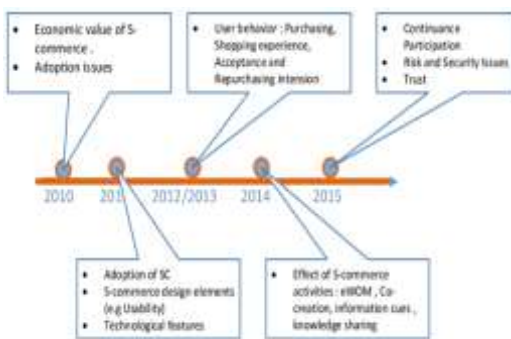 • Economic value of S-
commerce .
• Adoption issues
• User behavior : Purchasing,
Shopping experience,
Acceptance and
Repurchasing Intension
• Continuance
Participation
• Risk and Security Issues
• Trust
2010
201
2012/2013
2014
2015
• Adoption of SC
• S-commerce design elements
(e.g Usability)
• Technological features
• Effect of S-commerce
activities : eWOM , Co-
creation, information cues ,
knowledge sharing